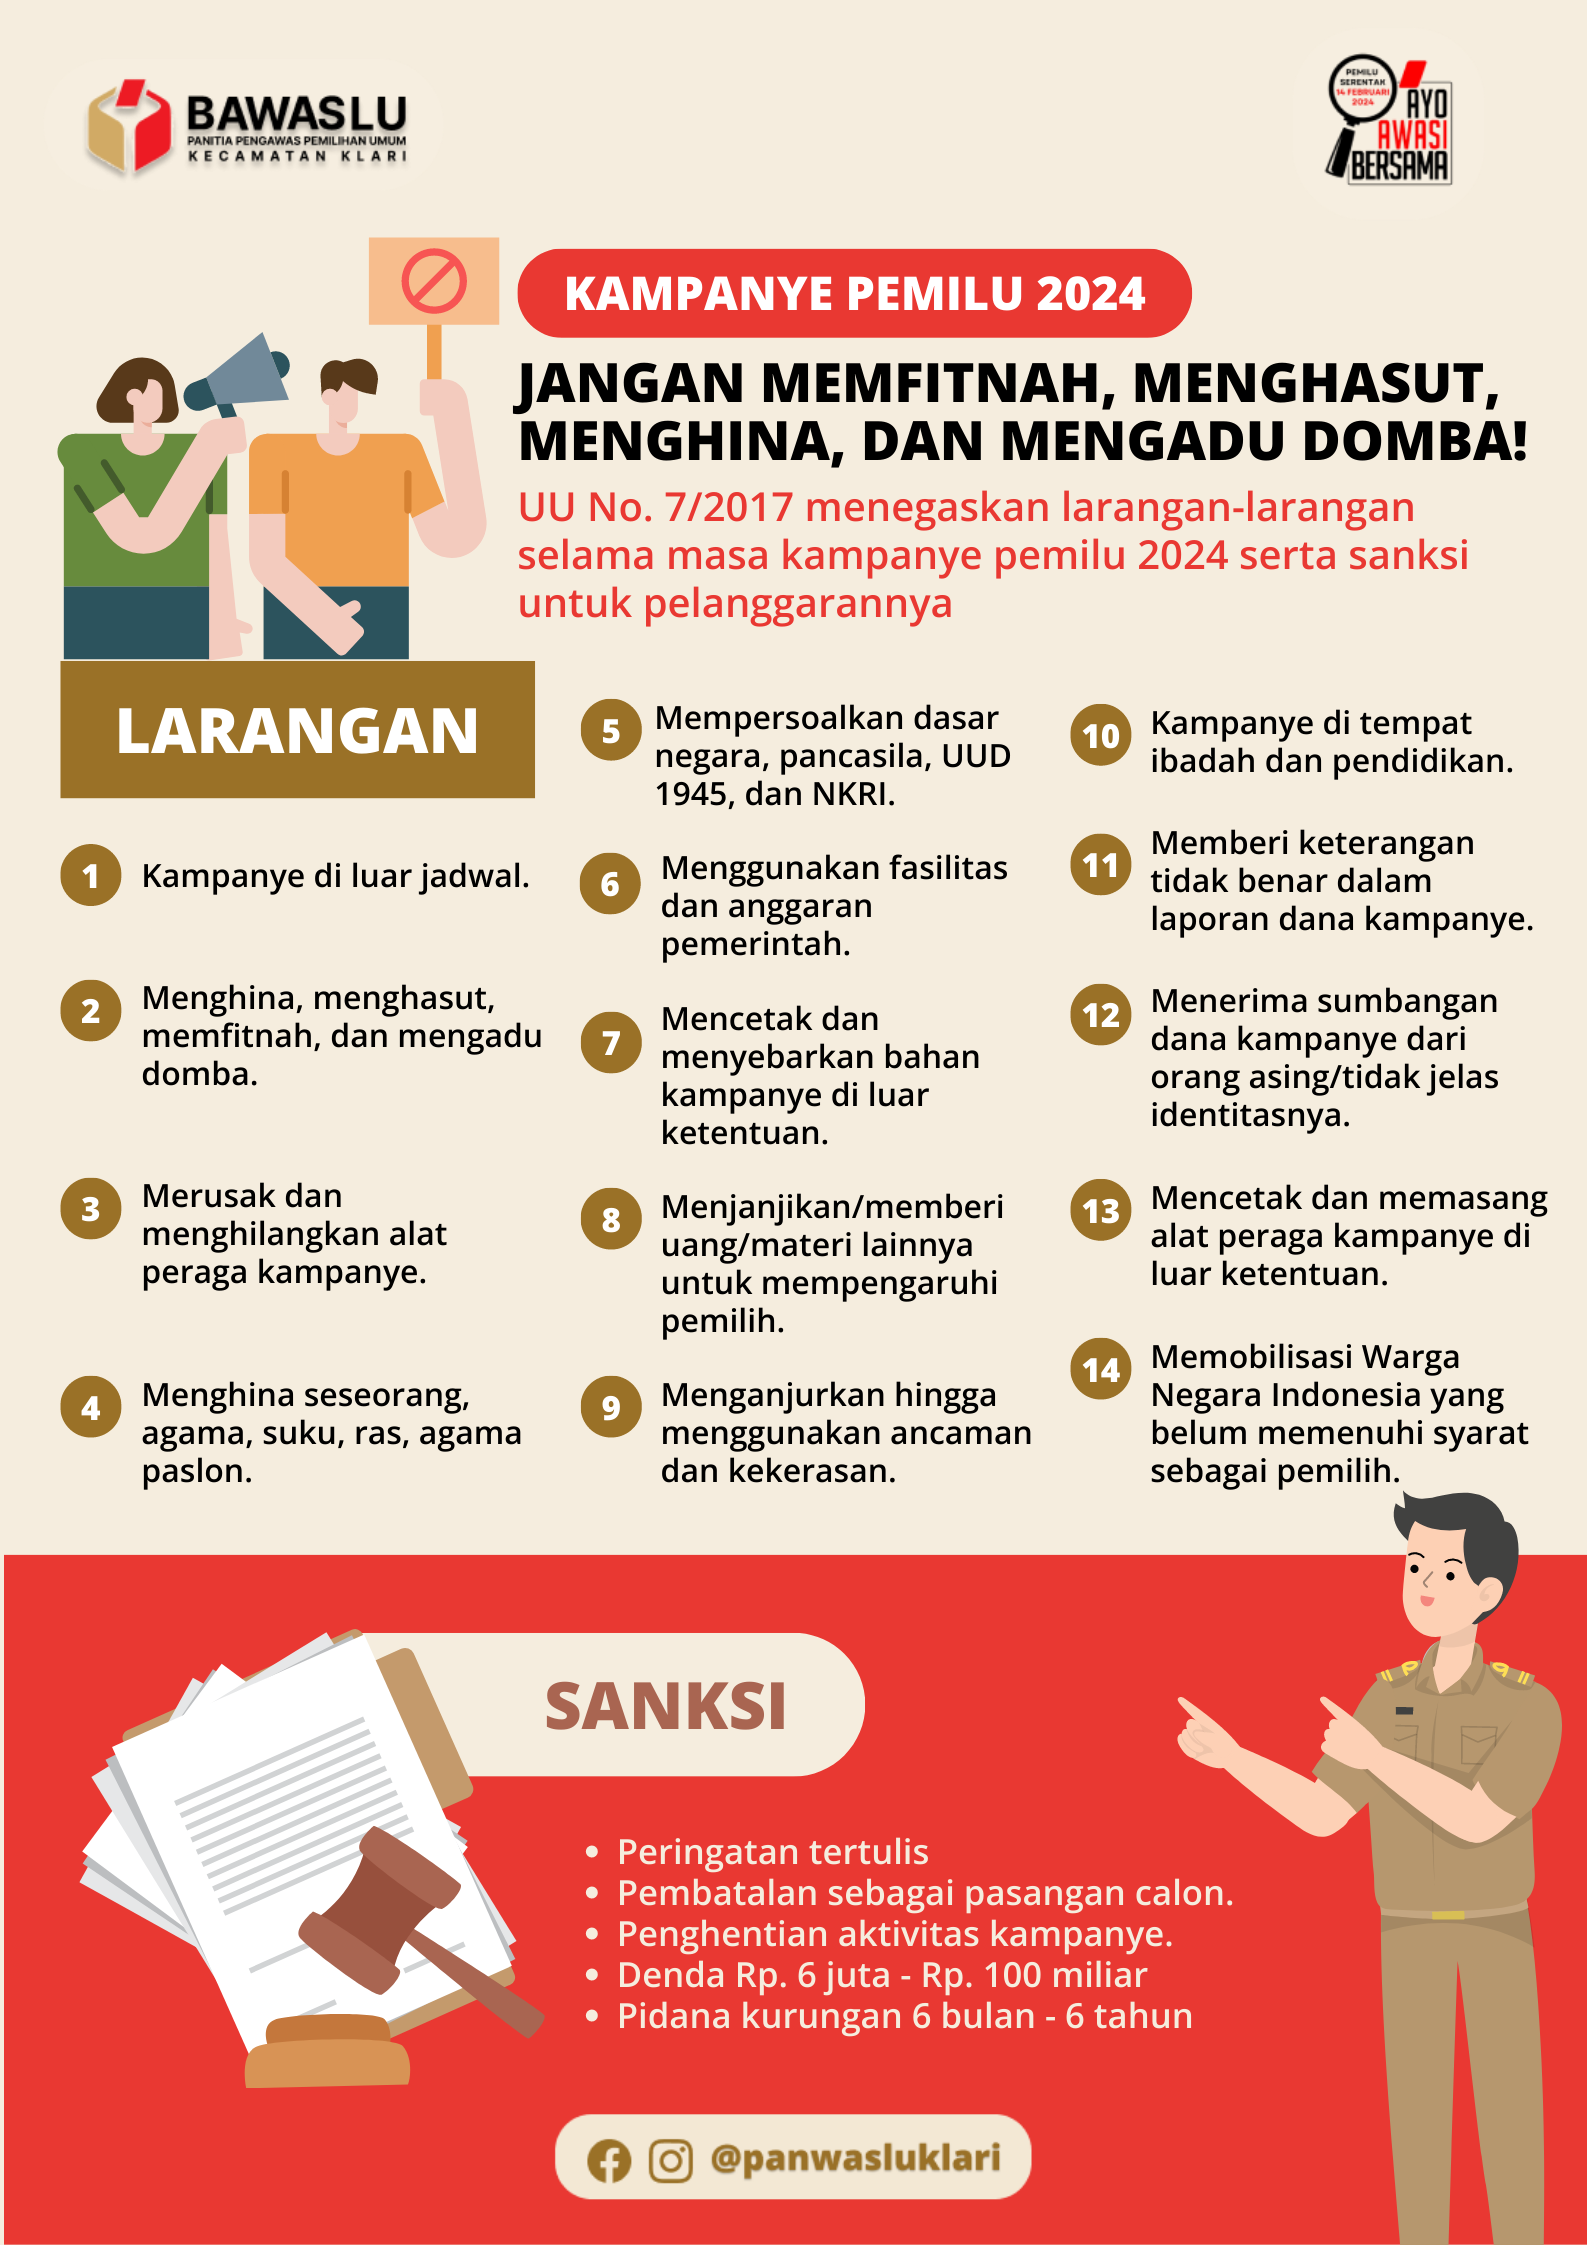 BAWASLU
PANITIA PENGAWAS PEMILIHAN UMUM
KECAMATAN KLARI
PEMILU
SERENTAK
14 FEBRUARI
2024
AYO
AWASI
BERSAMA
KAMPANYE PEMILU 2024
JANGAN MEMFITNAH, MENGHASUT,
MENGHINA, DAN MENGADU DOMBA!
UU No. 7/2017 menegaskan larangan-larangan
selama masa kampanye pemilu 2024 serta sanksi
untuk pelanggarannya
LARANGAN
1 Kampanye di luar jadwal.
2 Menghina, menghasut,
memfitnah, dan mengadu
domba.
3 Merusak dan
menghilangkan alat
peraga kampanye.
4 Menghina seseorang,
agama, suku, ras, agama
paslon.
5 Mempersoalkan dasar
negara, pancasila, UUD
1945, dan NKRI.
6 Menggunakan fasilitas
dan anggaran
pemerintah.
7 Mencetak dan
menyebarkan bahan
kampanye di luar
ketentuan.
8 Menjanjikan/memberi
uang/materi lainnya
untuk mempengaruhi
pemilih.
9 Menganjurkan hingga
menggunakan ancaman
dan kekerasan.
10 Kampanye di tempat
ibadah dan pendidikan.
11 Memberi keterangan
tidak benar dalam
laporan dana kampanye.
12 Menerima sumbangan
dana kampanye dari
orang asing/tidak jelas
identitasnya.
13 Mencetak dan memasang
alat peraga kampanye di
luar ketentuan.
14 Memobilisasi Warga
Negara Indonesia yang
belum memenuhi syarat
sebagai pemilih.
SANKSI
• Peringatan tertulis
• Pembatalan sebagai pasangan calon.
• Penghentian aktivitas kampanye.
• Denda Rp. 6 juta - Rp. 100 miliar
• Pidana kurungan 6 bulan - 6 tahun
@panwasluklari